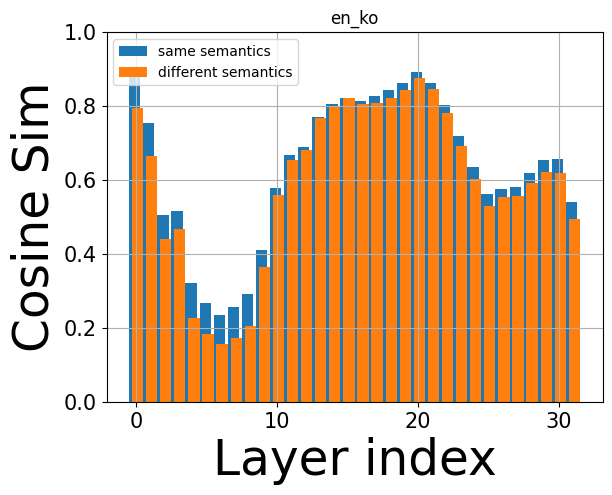 en_ko
same semantics
different semantics
1.0
0.8
0.6
0.4
0.2
0.0
Cosine Sim
0 10 20 30
Layer index